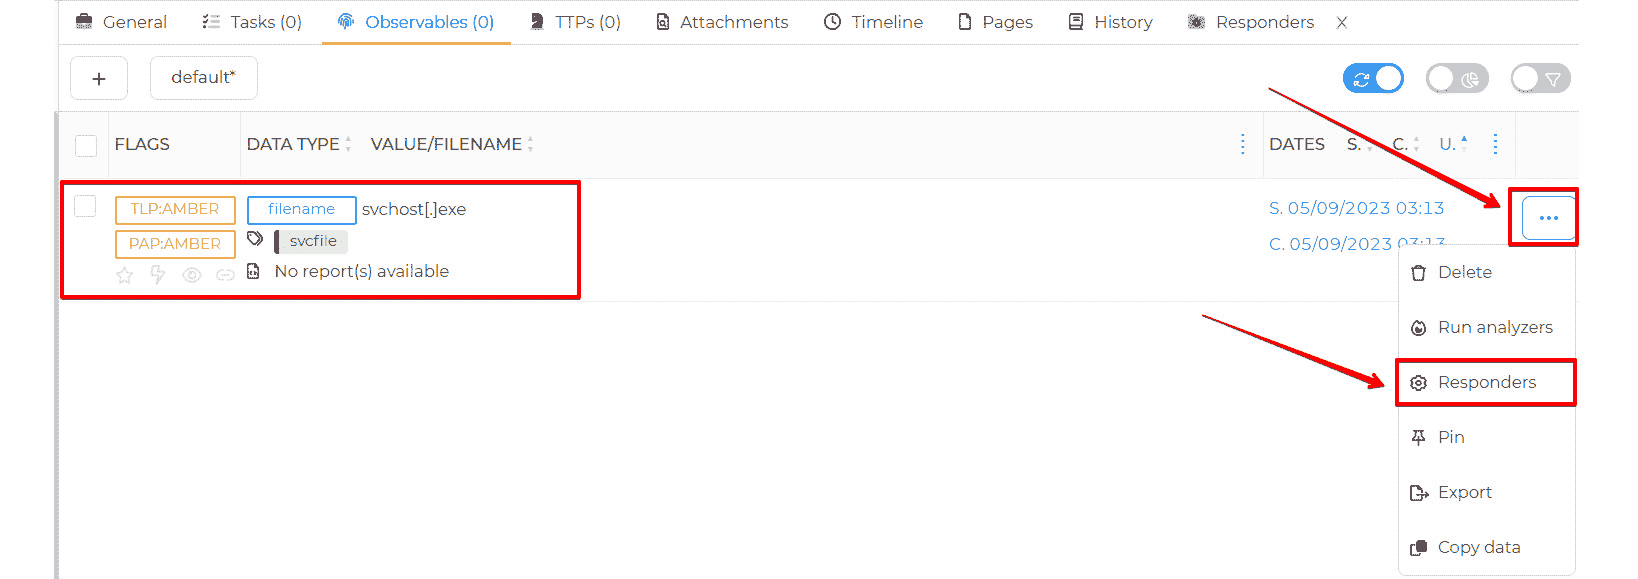 General Tasks (0) Observables (0) TTPs (0) Attachments Timeline Pages History Responders X
+ default*
FLAGS DATA TYPE VALUE/FILENAME DATES S. C. U.
TLP:AMBER filename svchost[.]exe S. 05/09/2023 03:13
PAP:AMBER svcfile C. 05/09/2023 03:13
No report(s) available
Delete
Run analyzers
Responders
Pin
Export
Copy data